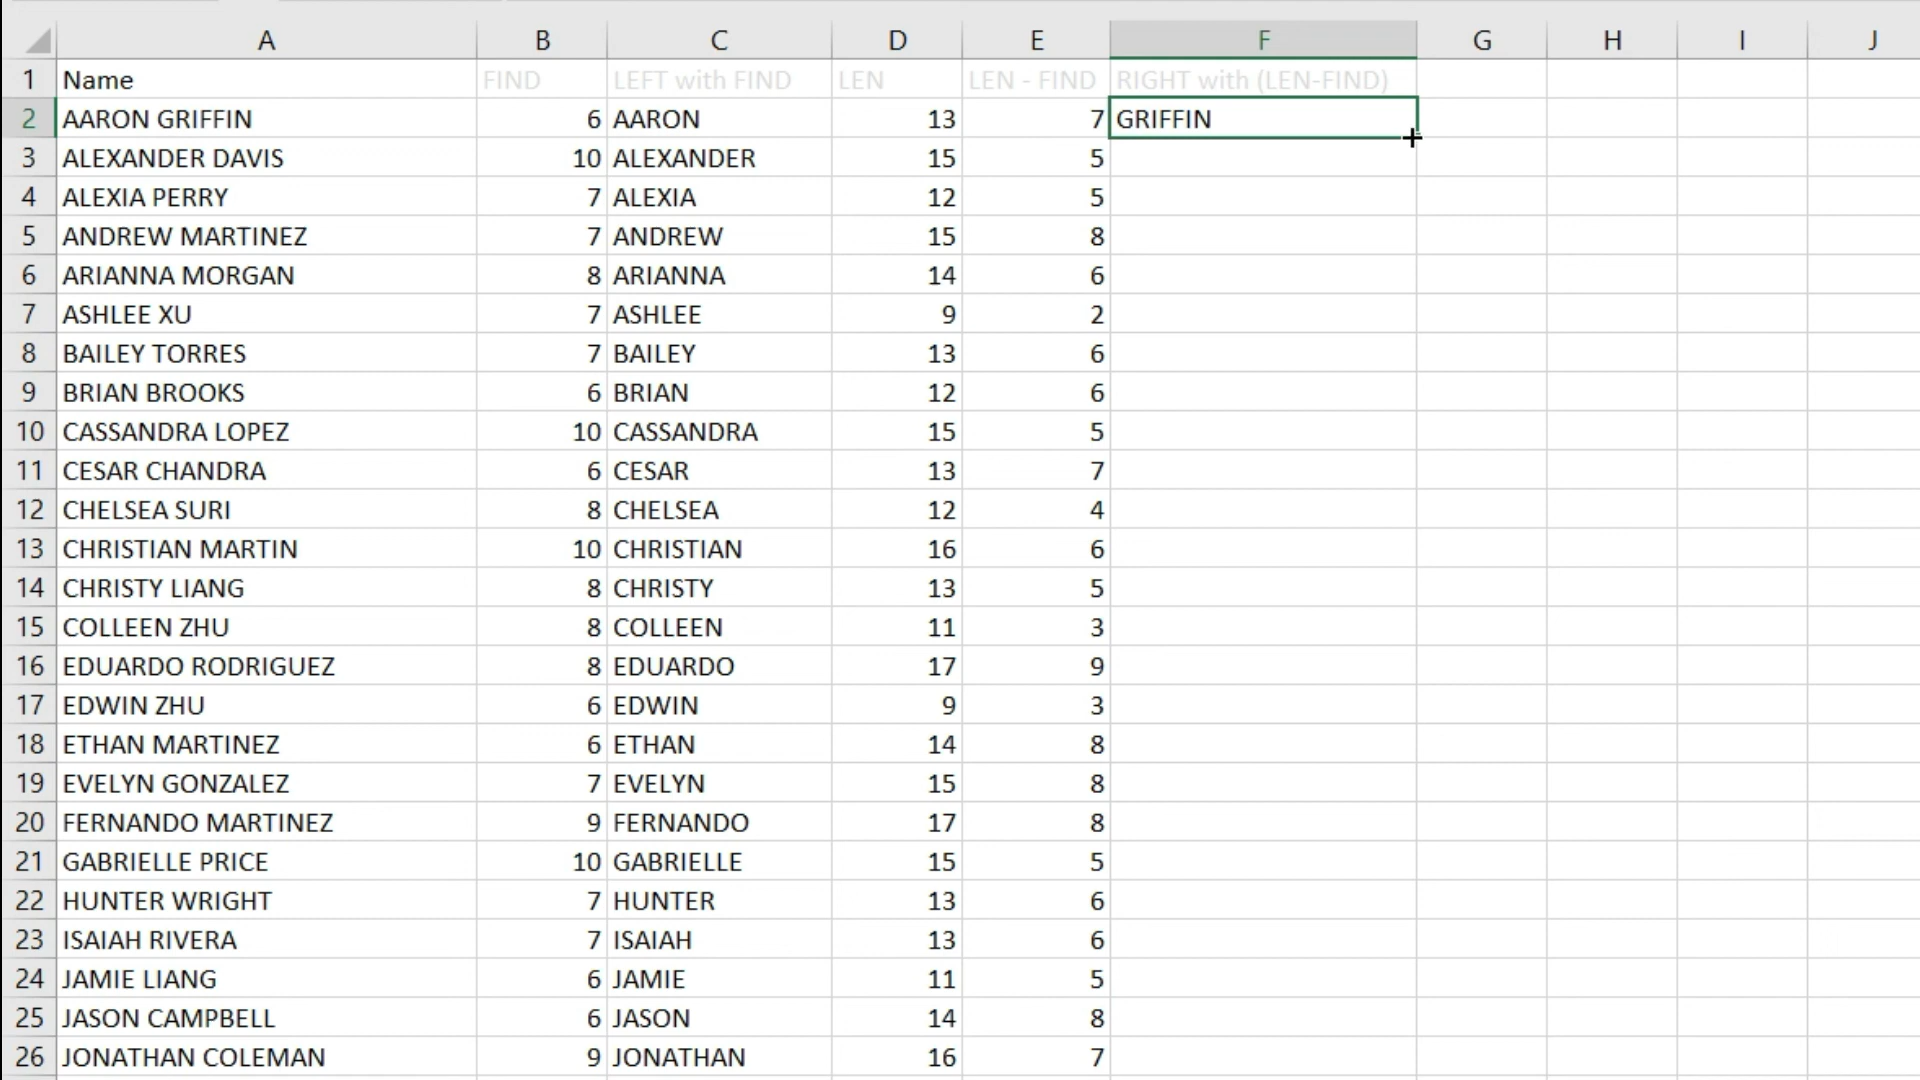 A B C D E F G H I J
1 Name FIND LEFT with FIND LEN LEN - FIND RIGHT with (LEN-FIND)
2 AARON GRIFFIN 6 AARON 13 7 GRIFFIN
3 ALEXANDER DAVIS 10 ALEXANDER 15 5
4 ALEXIA PERRY 7 ALEXIA 12 5
5 ANDREW MARTINEZ 7 ANDREW 15 8
6 ARIANNA MORGAN 8 ARIANNA 14 6
7 ASHLEE XU 7 ASHLEE 9 2
8 BAILEY TORRES 7 BAILEY 13 6
9 BRIAN BROOKS 6 BRIAN 12 6
10 CASSANDRA LOPEZ 10 CASSANDRA 15 5
11 CESAR CHANDRA 6 CESAR 13 7
12 CHELSEA SURI 8 CHELSEA 12 4
13 CHRISTIAN MARTIN 10 CHRISTIAN 16 6
14 CHRISTY LIANG 8 CHRISTY 13 5
15 COLLEEN ZHU 8 COLLEEN 11 3
16 EDUARDO RODRIGUEZ 8 EDUARDO 17 9
17 EDWIN ZHU 6 EDWIN 9 3
18 ETHAN MARTINEZ 6 ETHAN 14 8
19 EVELYN GONZALEZ 7 EVELYN 15 8
20 FERNANDO MARTINEZ 9 FERNANDO 17 8
21 GABRIELLE PRICE 10 GABRIELLE 15 5
22 HUNTER WRIGHT 7 HUNTER 13 6
23 ISAIAH RIVERA 7 ISAIAH 13 6
24 JAMIE LIANG 6 JAMIE 11 5
25 JASON CAMPBELL 6 JASON 14 8
26 JONATHAN COLEMAN 9 JONATHAN 16 7